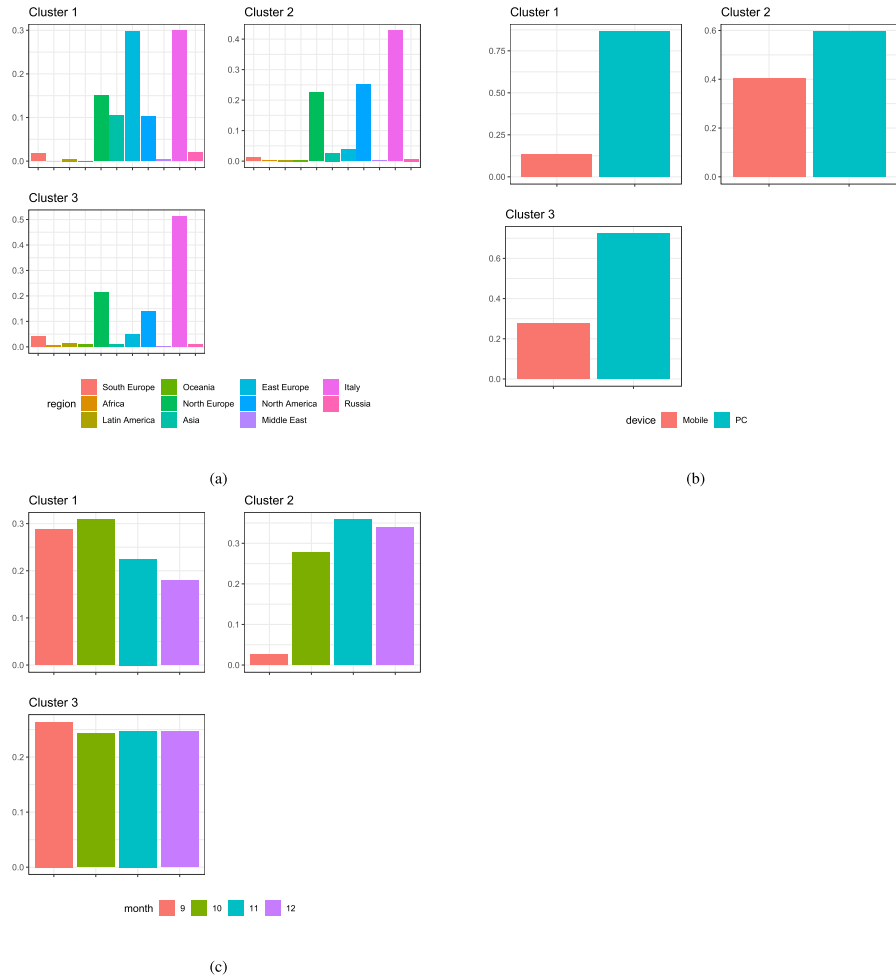 Cluster 1
Cluster 2
0.3
0.2
0.1
0.0
0.4
0.3
0.2
0.1
0.0
Cluster 3
0.5
0.4
0.3
0.2
0.1
0.0
region
South Europe
Oceania
East Europe
Italy
Africa
North Europe
North America
Russia
Latin America
Asia
Middle East
(a)
Cluster 1
Cluster 2
0.75
0.50
0.25
0.00
0.6
0.4
0.2
0.0
Cluster 3
0.6
0.4
0.2
0.0
device
Mobile
PC
(b)
Cluster 1
Cluster 2
0.3
0.2
0.1
0.0
0.3
0.2
0.1
0.0
Cluster 3
0.2
0.1
0.0
month
9
10
11
12
(c)